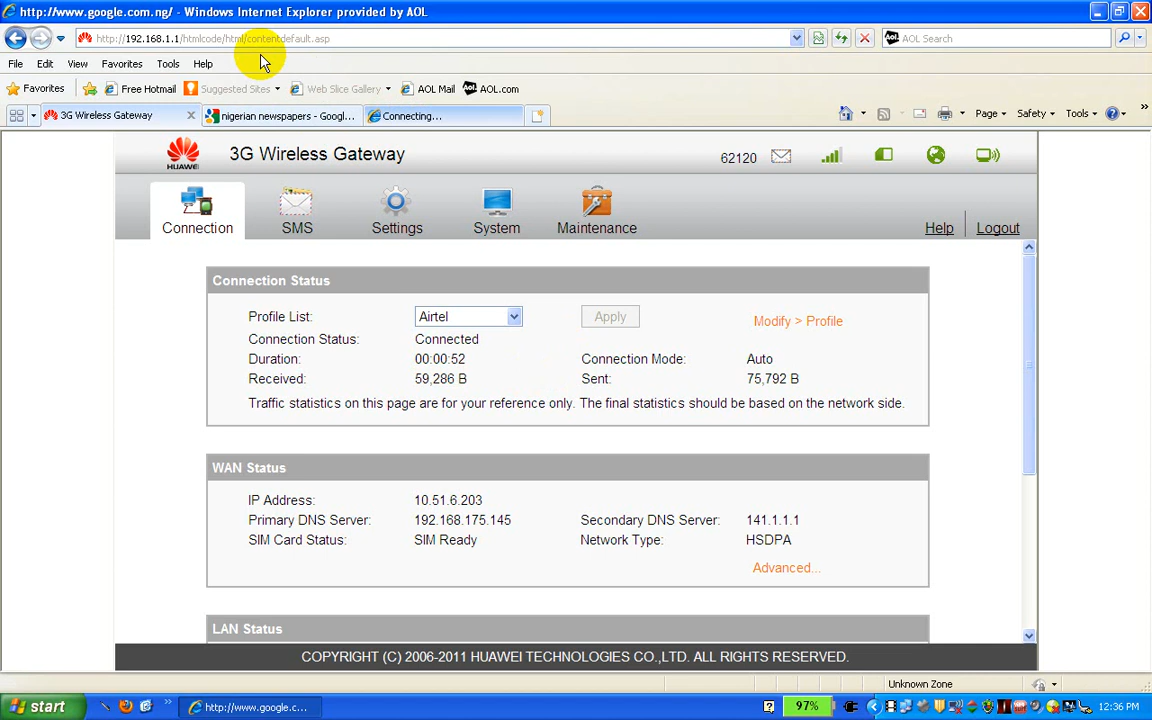 http://www.google.com.ng/ - Windows Internet Explorer provided by AOL
http://192.168.1.1/htmlcode/html/contentdefault.asp
AOL Search
File Edit View Favorites Tools Help
Favorites Free Hotmail Suggested Sites Web Slice Gallery AOL Mail AOL.com
3G Wireless Gateway nigerian newspapers - Googl... Connecting... Page Safety Tools
HUAWEI 3G Wireless Gateway 62120
Connection SMS Settings System Maintenance Help Logout
Connection Status
Profile List: Airtel Apply Modify > Profile
Connection Status: Connected
Duration: 00:00:52 Connection Mode: Auto
Received: 59,286 B Sent: 75,792 B
Traffic statistics on this page are for your reference only. The final statistics should be based on the network side.
WAN Status
IP Address: 10.51.6.203
Primary DNS Server: 192.168.175.145 Secondary DNS Server: 141.1.1.1
SIM Card Status: SIM Ready Network Type: HSDPA
Advanced...
LAN Status
COPYRIGHT (C) 2006-2011 HUAWEI TECHNOLOGIES CO.,LTD. ALL RIGHTS RESERVED.
Unknown Zone
start http://www.google.c... 97% 12:36 PM